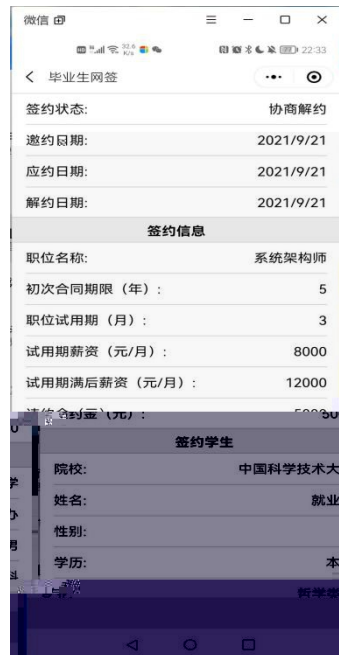 微信
32.6
K/s
22:33
毕业生网签
签约状态: 协商解约
邀约日期: 2021/9/21
应约日期: 2021/9/21
解约日期: 2021/9/21
签约信息
职位名称: 系统架构师
初次合同期限（年）: 5
职位试用期（月）: 3
试用期薪资（元/月）: 8000
试用期满后薪资（元/月）: 12000
签约学生
院校: 中国科学技术大
姓名: 就业
性别:
学历: 本